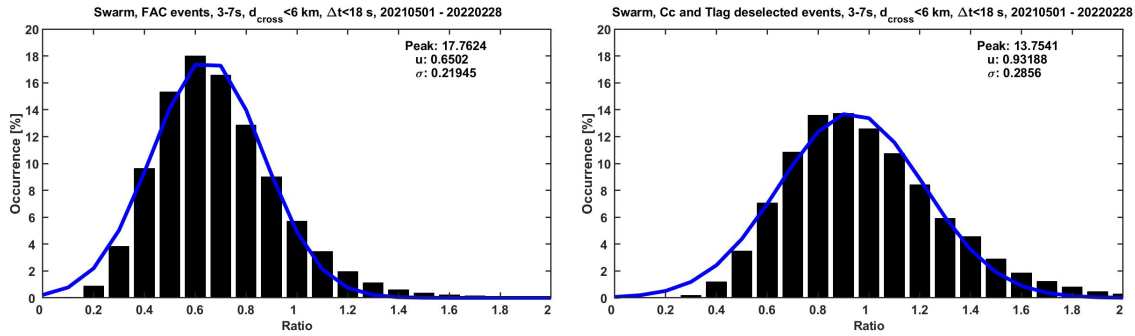 Swarm, FAC events, 3-7s, d_cross<6 km, Δt<18 s, 20210501 - 20220228
Peak: 17.7624
u: 0.6502
σ: 0.21945
Occurrence [%]
20
18
16
14
12
10
8
6
4
2
0
0 0.2 0.4 0.6 0.8 1 1.2 1.4 1.6 1.8 2
Ratio
Swarm, Cc and Tlag deselected events, 3-7s, d_cross<6 km, Δt<18 s, 20210501 - 20220228
Peak: 13.7541
u: 0.93188
σ: 0.2856
Occurrence [%]
20
18
16
14
12
10
8
6
4
2
0
0 0.2 0.4 0.6 0.8 1 1.2 1.4 1.6 1.8 2
Ratio